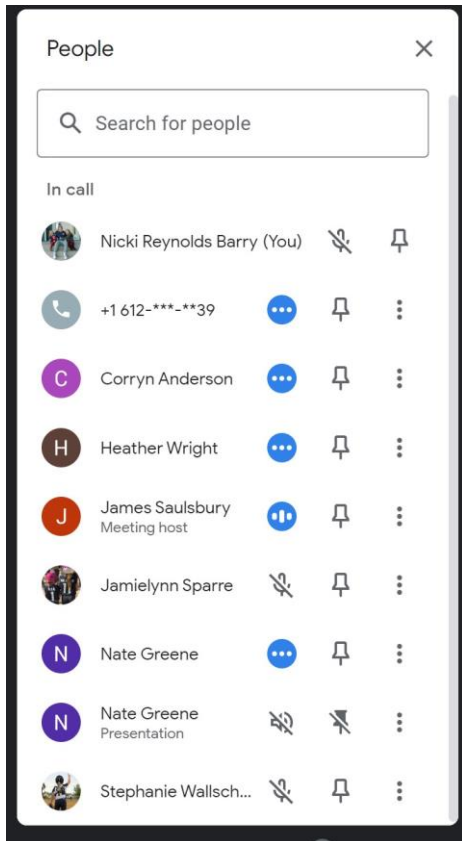 People
Search for people
In call
Nicki Reynolds Barry (You)
+1 612-***-**39
C Corryn Anderson
H Heather Wright
J James Saulsbury
Meeting host
Jamielynn Sparre
N Nate Greene
N Nate Greene
Presentation
Stephanie Wallsch...